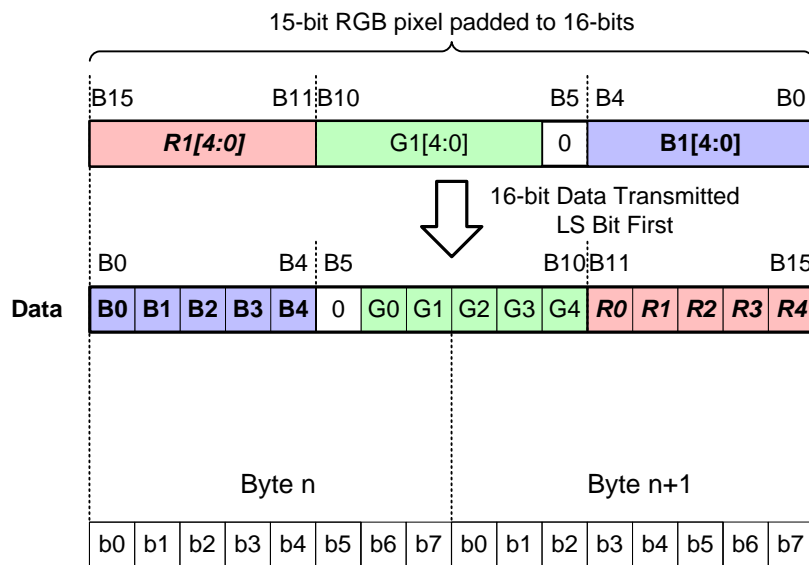 15-bit RGB pixel padded to 16-bits
B15 B11 B10 B5 B4 B0
R1[4:0] G1[4:0] 0 B1[4:0]
16-bit Data Transmitted
LS Bit First
B0 B4 B5 B10 B11 B15
Data B0 B1 B2 B3 B4 0 G0 G1 G2 G3 G4 R0 R1 R2 R3 R4
Byte n Byte n+1
b0 b1 b2 b3 b4 b5 b6 b7 b0 b1 b2 b3 b4 b5 b6 b7